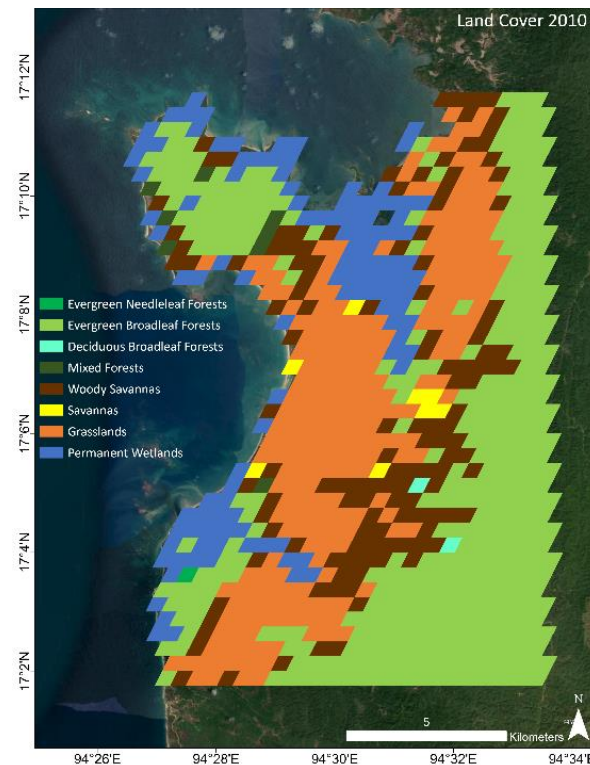 Land Cover 2010
17°12'N
17°10'N
17°8'N
17°6'N
17°4'N
17°2'N
Evergreen Needleleaf Forests
Evergreen Broadleaf Forests
Deciduous Broadleaf Forests
Mixed Forests
Woody Savannas
Savannas
Grasslands
Permanent Wetlands
N
5
Kilometers
94°26'E
94°28'E
94°30'E
94°32'E
94°34'E